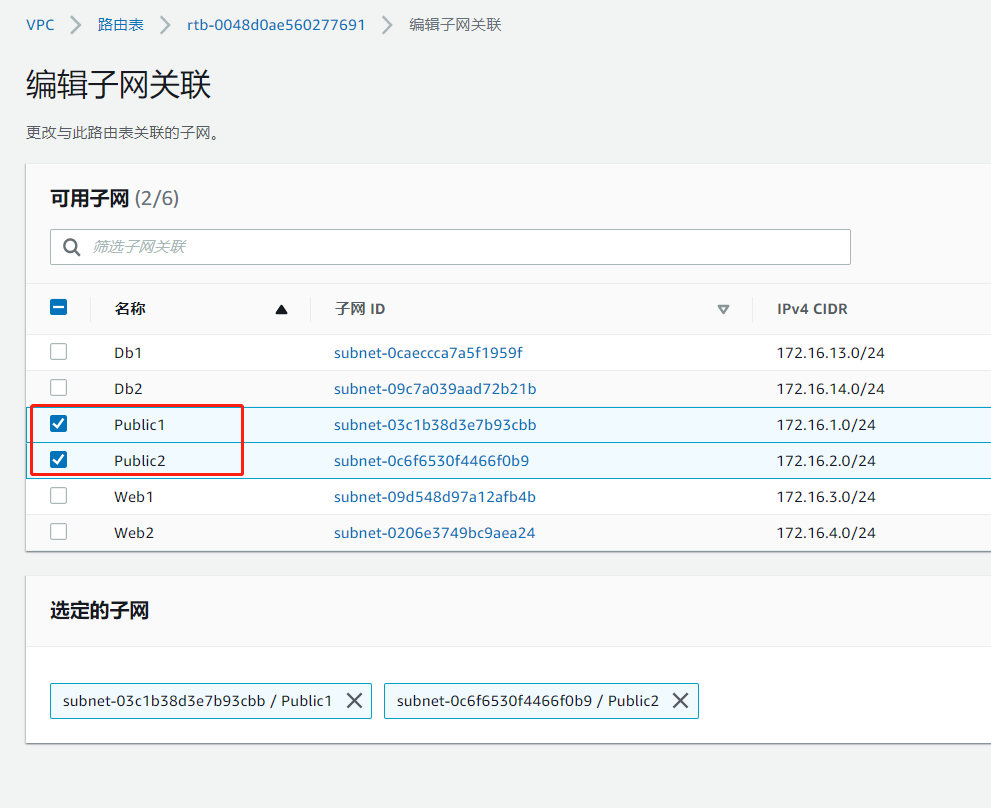 VPC 路由表 rtb-0048d0ae560277691 编辑子网关联
编辑子网关联
更改与此路由表关联的子网。
可用子网 (2/6)
筛选子网关联
名称 子网 ID IPv4 CIDR
Db1 subnet-0caeccca7a5f1959f 172.16.13.0/24
Db2 subnet-09c7a039aad72b21b 172.16.14.0/24
Public1 subnet-03c1b38d3e7b93cbb 172.16.1.0/24
Public2 subnet-0c6f6530f4466f0b9 172.16.2.0/24
Web1 subnet-09d548d97a12afb4b 172.16.3.0/24
Web2 subnet-0206e3749bc9aea24 172.16.4.0/24
选定的子网
subnet-03c1b38d3e7b93cbb / Public1 subnet-0c6f6530f4466f0b9 / Public2